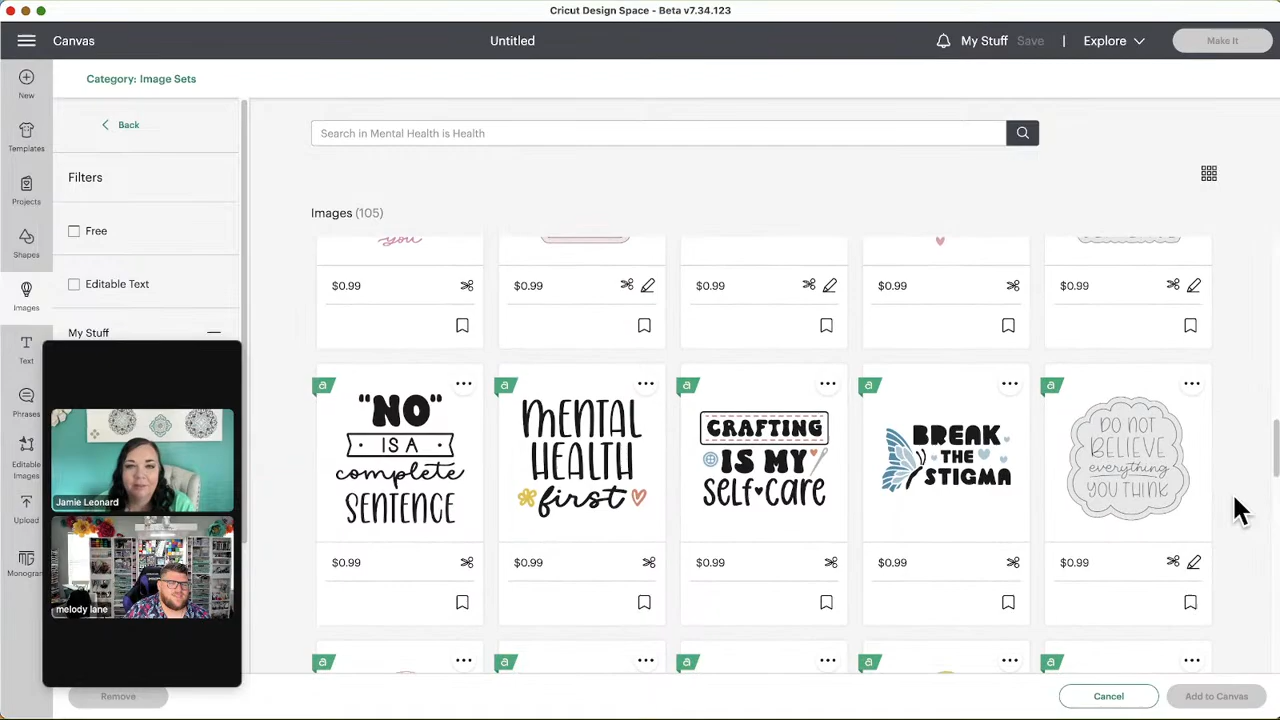 Cricut Design Space - Beta v7.34.123
Canvas
Untitled
My Stuff
Save
|
Explore
Make It
New
Templates
Projects
Shapes
Images
Text
Phrases
Editable
Images
Upload
Monogram
Category: Image Sets
Back
Filters
Free
Editable Text
My Stuff
Jamie Leonard
melody lane
Remove
Search in Mental Health is Health
Images (105)
you
$0.99
$0.99
$0.99
$0.99
$0.99
a
"NO"
IS A
complete
SENTENCE
$0.99
a
MENTAL
HEALTH
first
$0.99
a
CRAFTING
IS MY
self care
$0.99
a
BREAK
THE
STIGMA
$0.99
a
DO NOT
BELIEVE
everything
YOU THINK
$0.99
a
a
a
a
a
Cancel
Add to Canvas